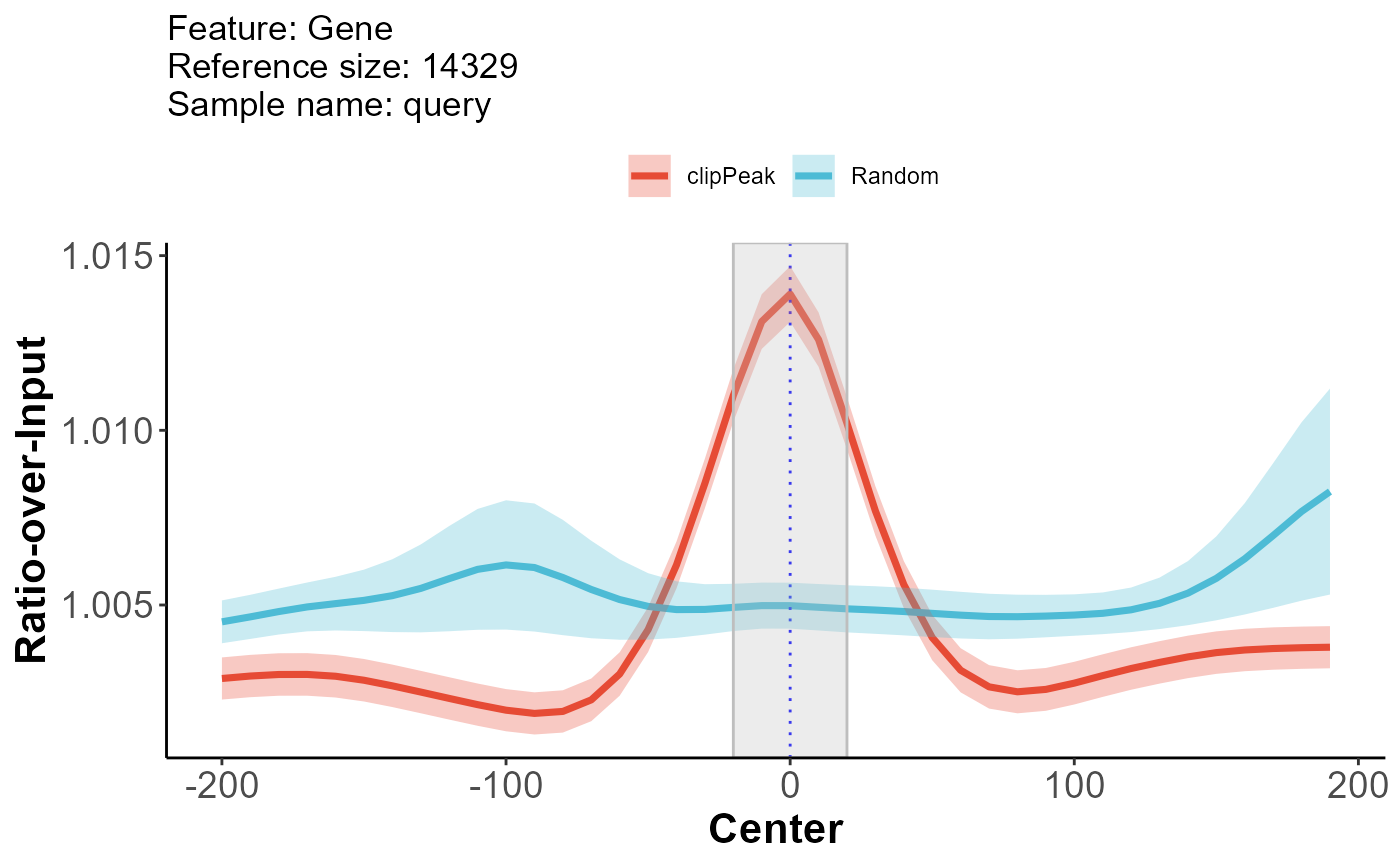 Feature: Gene
Reference size: 14329
Sample name: query
clipPeak Random
1.015
1.010
1.005
Ratio-over-Input
-200 -100 0 100 200
Center